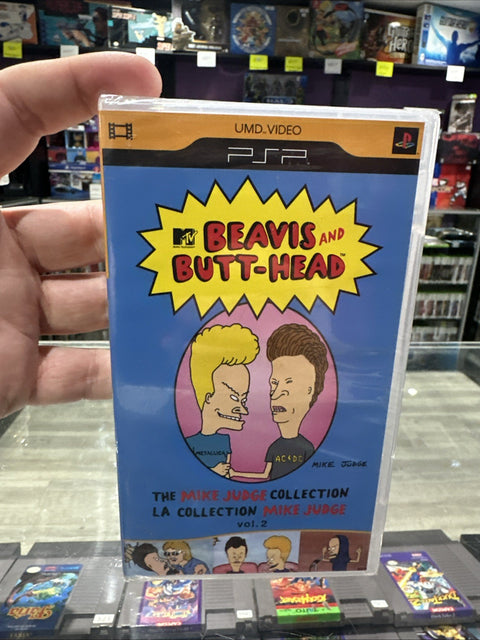 UMD VIDEO
PSP
MTV
BEAVIS AND
BUTT-HEAD™
METALLICA
AC⚡DC
MIKE JUDGE
THE MIKE JUDGE COLLECTION
LA COLLECTION MIKE JUDGE
vol. 2